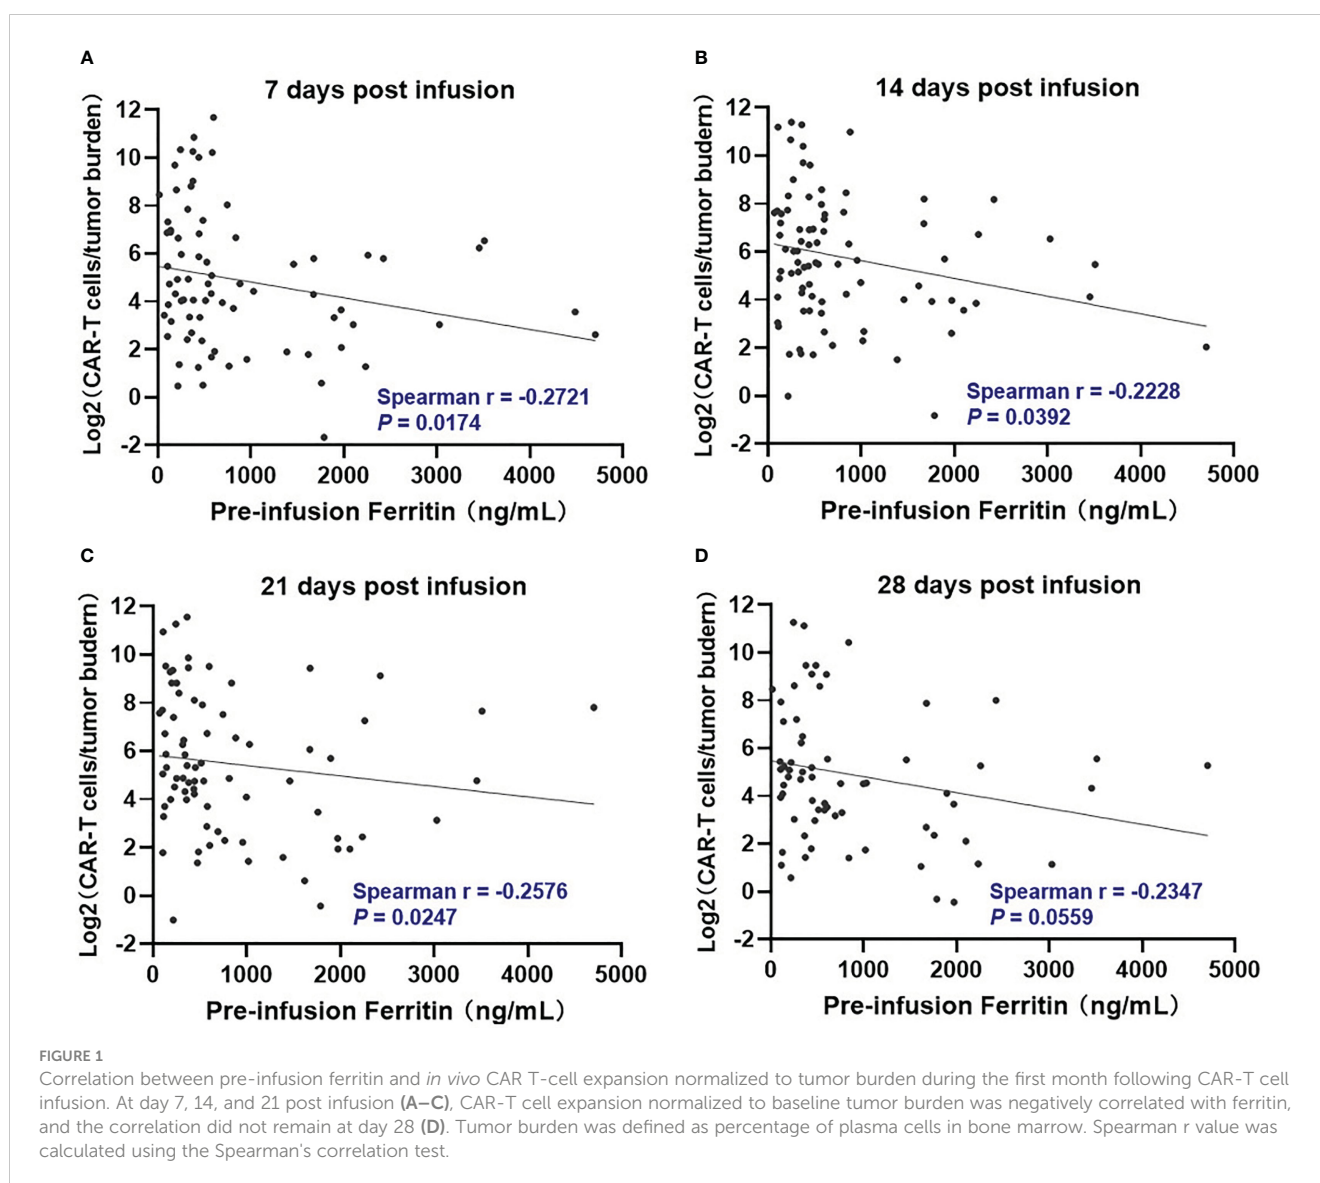 A
7 days post infusion
Log2(CAR-T cells/tumor burden)
12
10
8
6
4
2
0
-2
Spearman r = -0.2721
P = 0.0174
0 1000 2000 3000 4000 5000
Pre-infusion Ferritin (ng/mL)
B
14 days post infusion
Log2(CAR-T cells/tumor budern)
12
10
8
6
4
2
0
-2
Spearman r = -0.2228
P = 0.0392
0 1000 2000 3000 4000 5000
Pre-infusion Ferritin (ng/mL)
C
21 days post infusion
Log2(CAR-T cells/tumor budern)
12
10
8
6
4
2
0
-2
Spearman r = -0.2576
P = 0.0247
0 1000 2000 3000 4000 5000
Pre-infusion Ferritin (ng/mL)
D
28 days post infusion
Log2(CAR-T cells/tumor budern)
12
10
8
6
4
2
0
-2
Spearman r = -0.2347
P = 0.0559
0 1000 2000 3000 4000 5000
Pre-infusion Ferritin (ng/mL)
FIGURE 1
Correlation between pre-infusion ferritin and in vivo CAR T-cell expansion normalized to tumor burden during the first month following CAR-T cell
infusion. At day 7, 14, and 21 post infusion (A–C), CAR-T cell expansion normalized to baseline tumor burden was negatively correlated with ferritin,
and the correlation did not remain at day 28 (D). Tumor burden was defined as percentage of plasma cells in bone marrow. Spearman r value was
calculated using the Spearman's correlation test.